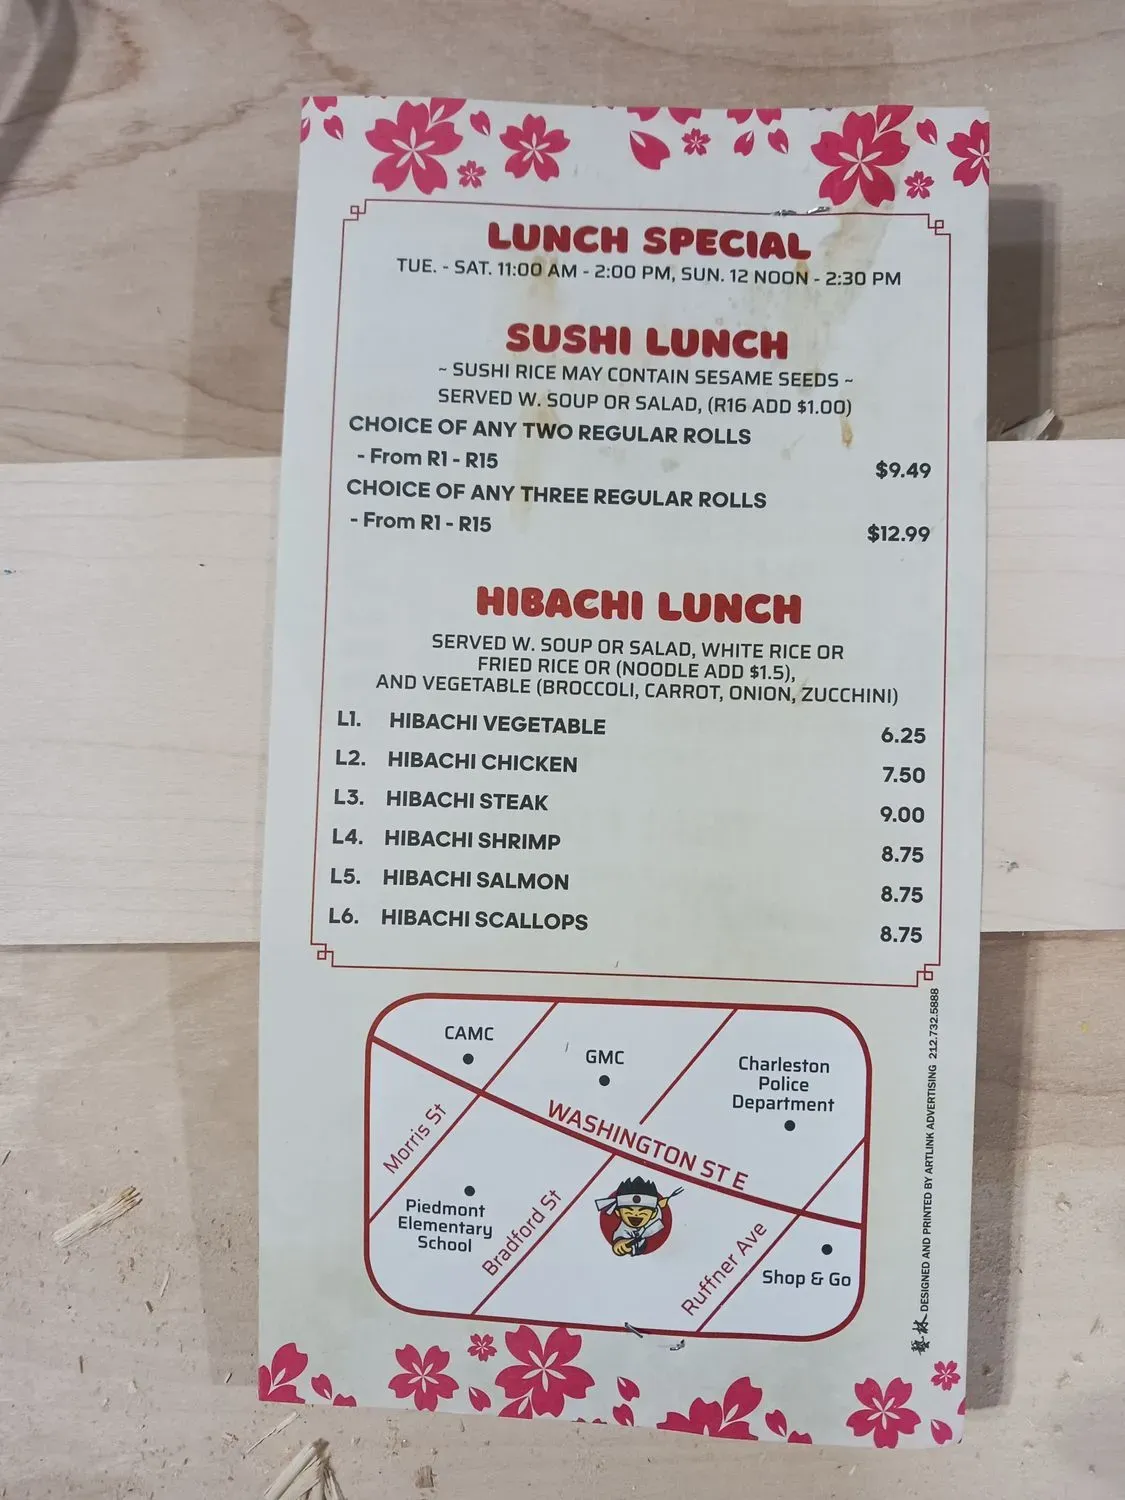 LUNCH SPECIAL
TUE. - SAT. 11:00 AM - 2:00 PM, SUN. 12 NOON - 2:30 PM
SUSHI LUNCH
~ SUSHI RICE MAY CONTAIN SESAME SEEDS ~
SERVED W. SOUP OR SALAD, (R16 ADD $1.00)
CHOICE OF ANY TWO REGULAR ROLLS
- From R1 - R15 $9.49
CHOICE OF ANY THREE REGULAR ROLLS
- From R1 - R15 $12.99
HIBACHI LUNCH
SERVED W. SOUP OR SALAD, WHITE RICE OR
FRIED RICE OR (NOODLE ADD $1.5),
AND VEGETABLE (BROCCOLI, CARROT, ONION, ZUCCHINI)
L1. HIBACHI VEGETABLE 6.25
L2. HIBACHI CHICKEN 7.50
L3. HIBACHI STEAK 9.00
L4. HIBACHI SHRIMP 8.75
L5. HIBACHI SALMON 8.75
L6. HIBACHI SCALLOPS 8.75
CAMC
GMC
Charleston
Police
Department
WASHINGTON ST E
Morris St
Piedmont
Elementary
School
Bradford St
Ruffner Ave
Shop & Go
藝林 DESIGNED AND PRINTED BY ARTLINK ADVERTISING 212.732.5888